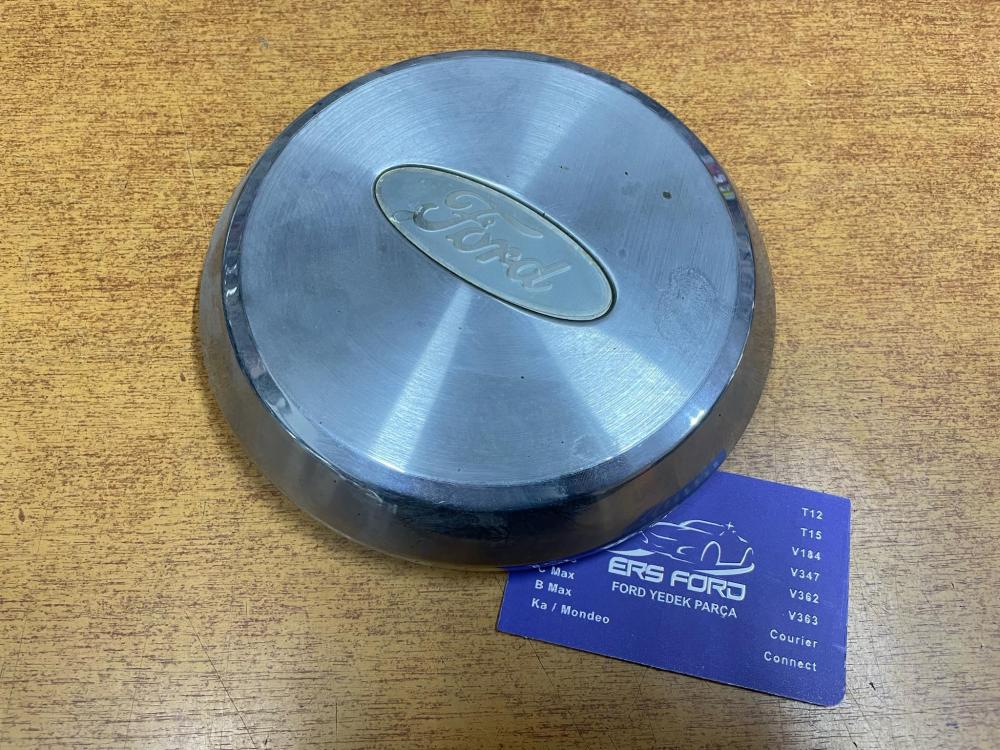 Ford
C Max
B Max
Ka / Mondeo
ERS FORD
FORD YEDEK PARÇA
T12
T15
V184
V347
V362
V363
Courier
Connect